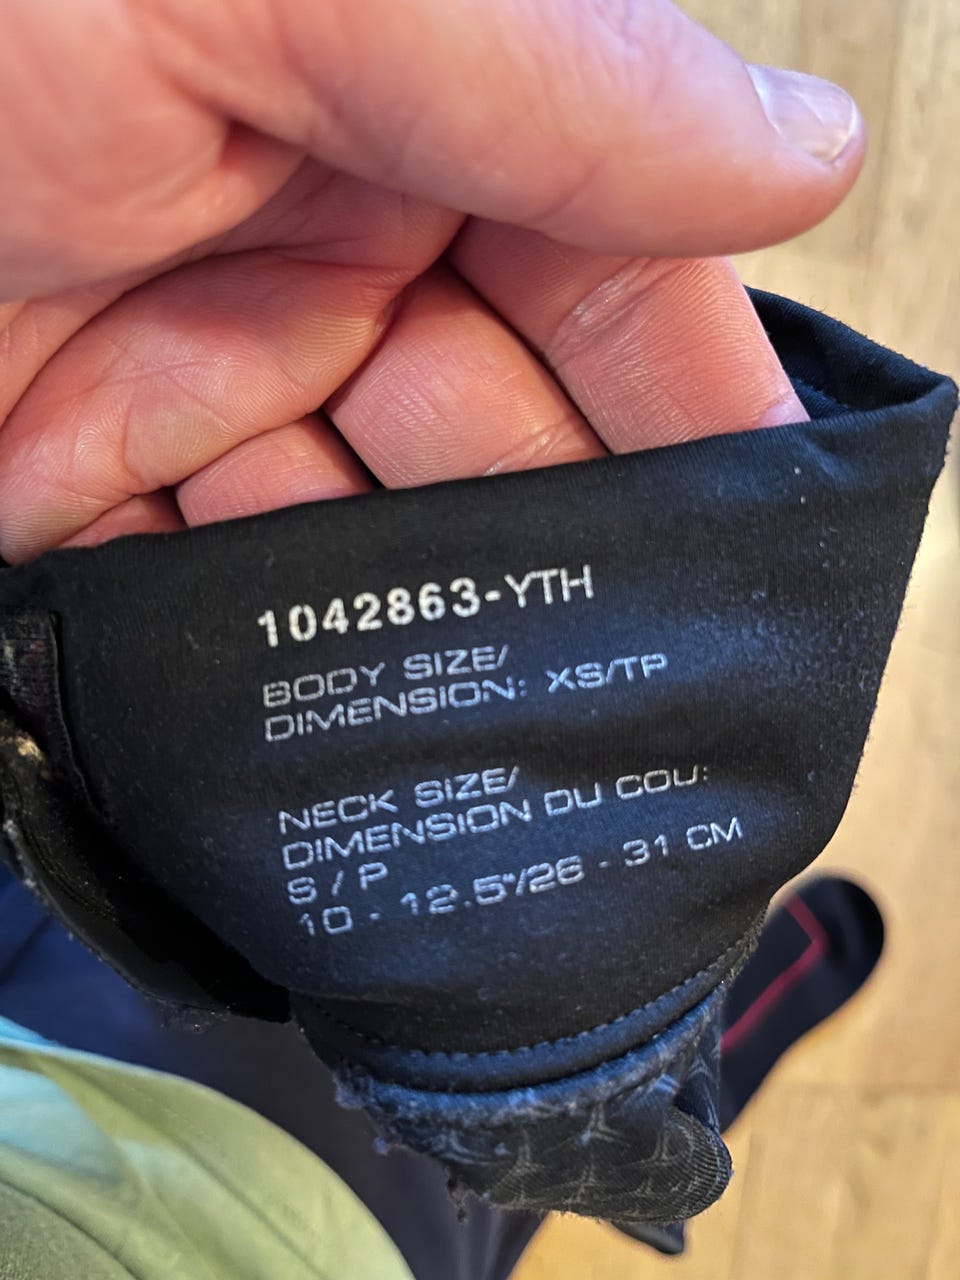 1042863-YTH
BODY SIZE/
DIMENSION: XS/TP
NECK SIZE/
DIMENSION DU COU:
S / P
10 - 12.5"/26 - 31 CM